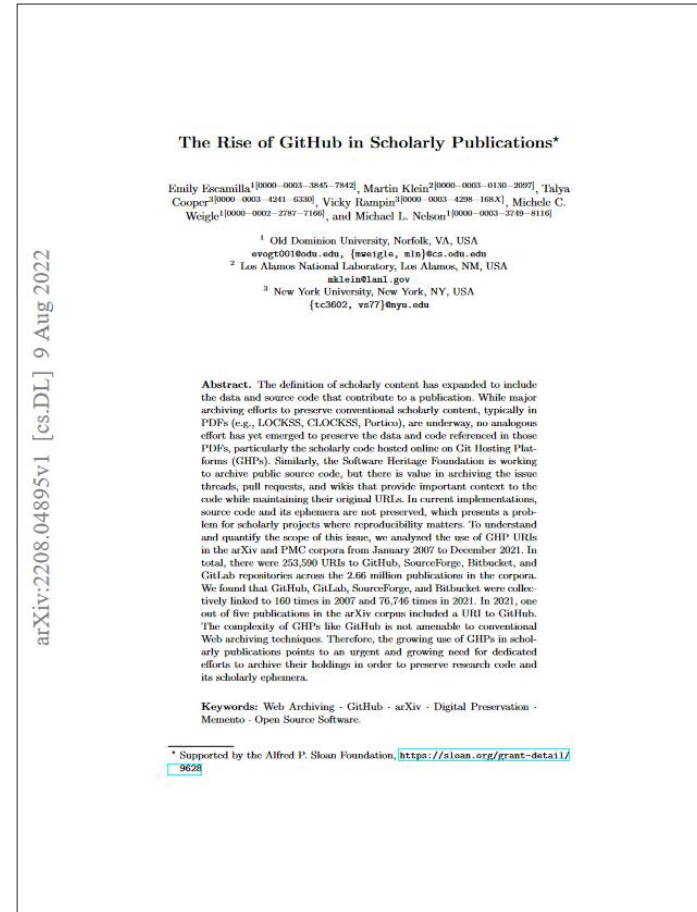 arXiv:2208.04895v1 [cs.DL] 9 Aug 2022
The Rise of GitHub in Scholarly Publications*
Emily Escamilla1[0000−0003−3845−7842], Martin Klein2[0000−0003−0130−2097], Talya
Cooper3[0000−0003−4241−6330], Vicky Rampin3[0000−0003−4298−168X], Michele C.
Weigle1[0000−0002−2787−7166], and Michael L. Nelson1[0000−0003−3749−8116]
1 Old Dominion University, Norfolk, VA, USA
evogt001@odu.edu, {mweigle, mln}@cs.odu.edu
2 Los Alamos National Laboratory, Los Alamos, NM, USA
mklein@lanl.gov
3 New York University, New York, NY, USA
{tc3602, vs77}@nyu.edu
Abstract. The definition of scholarly content has expanded to include
the data and source code that contribute to a publication. While major
archiving efforts to preserve conventional scholarly content, typically in
PDFs (e.g., LOCKSS, CLOCKSS, Portico), are underway, no analogous
effort has yet emerged to preserve the data and code referenced in those
PDFs, particularly the scholarly code hosted online on Git Hosting Plat-
forms (GHPs). Similarly, the Software Heritage Foundation is working
to archive public source code, but there is value in archiving the issue
threads, pull requests, and wikis that provide important context to the
code while maintaining their original URLs. In current implementations,
source code and its ephemera are not preserved, which presents a prob-
lem for scholarly projects where reproducibility matters. To understand
and quantify the scope of this issue, we analyzed the use of GHP URIs
in the arXiv and PMC corpora from January 2007 to December 2021. In
total, there were 253,590 URIs to GitHub, SourceForge, Bitbucket, and
GitLab repositories across the 2.66 million publications in the corpora.
We found that GitHub, GitLab, SourceForge, and Bitbucket were collec-
tively linked to 160 times in 2007 and 76,746 times in 2021. In 2021, one
out of five publications in the arXiv corpus included a URI to GitHub.
The complexity of GHPs like GitHub is not amenable to conventional
Web archiving techniques. Therefore, the growing use of GHPs in schol-
arly publications points to an urgent and growing need for dedicated
efforts to archive their holdings in order to preserve research code and
its scholarly ephemera.
Keywords: Web Archiving · GitHub · arXiv · Digital Preservation ·
Memento · Open Source Software.
* Supported by the Alfred P. Sloan Foundation, https://sloan.org/grant-detail/
9628